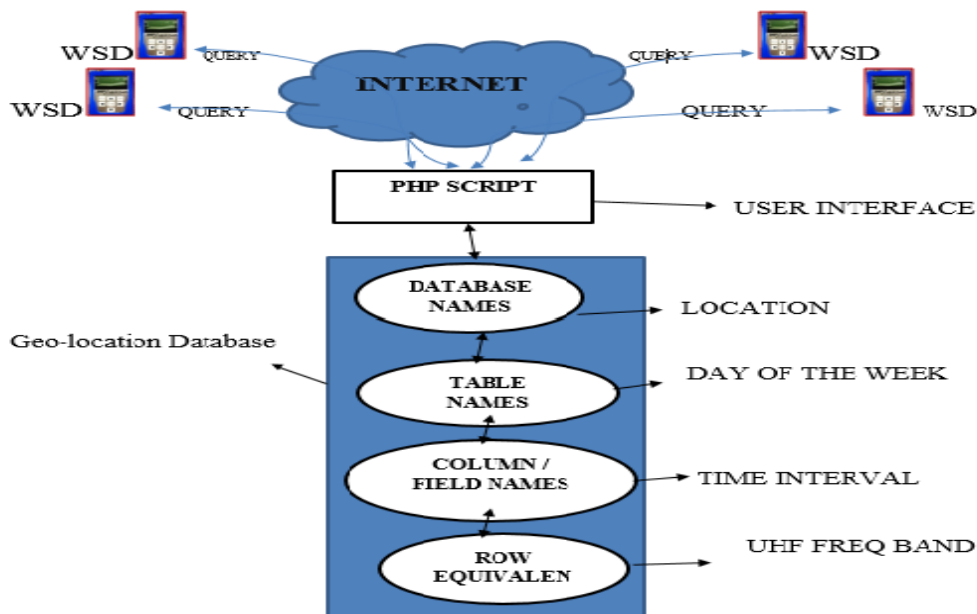 WSD
QUERY
QUERY
WSD
WSD
QUERY
INTERNET
QUERY
WSD
PHP SCRIPT
USER INTERFACE
DATABASE
NAMES
LOCATION
Geo-location Database
TABLE
NAMES
DAY OF THE WEEK
COLUMN /
FIELD NAMES
TIME INTERVAL
ROW
EQUIVALEN
UHF FREQ BAND